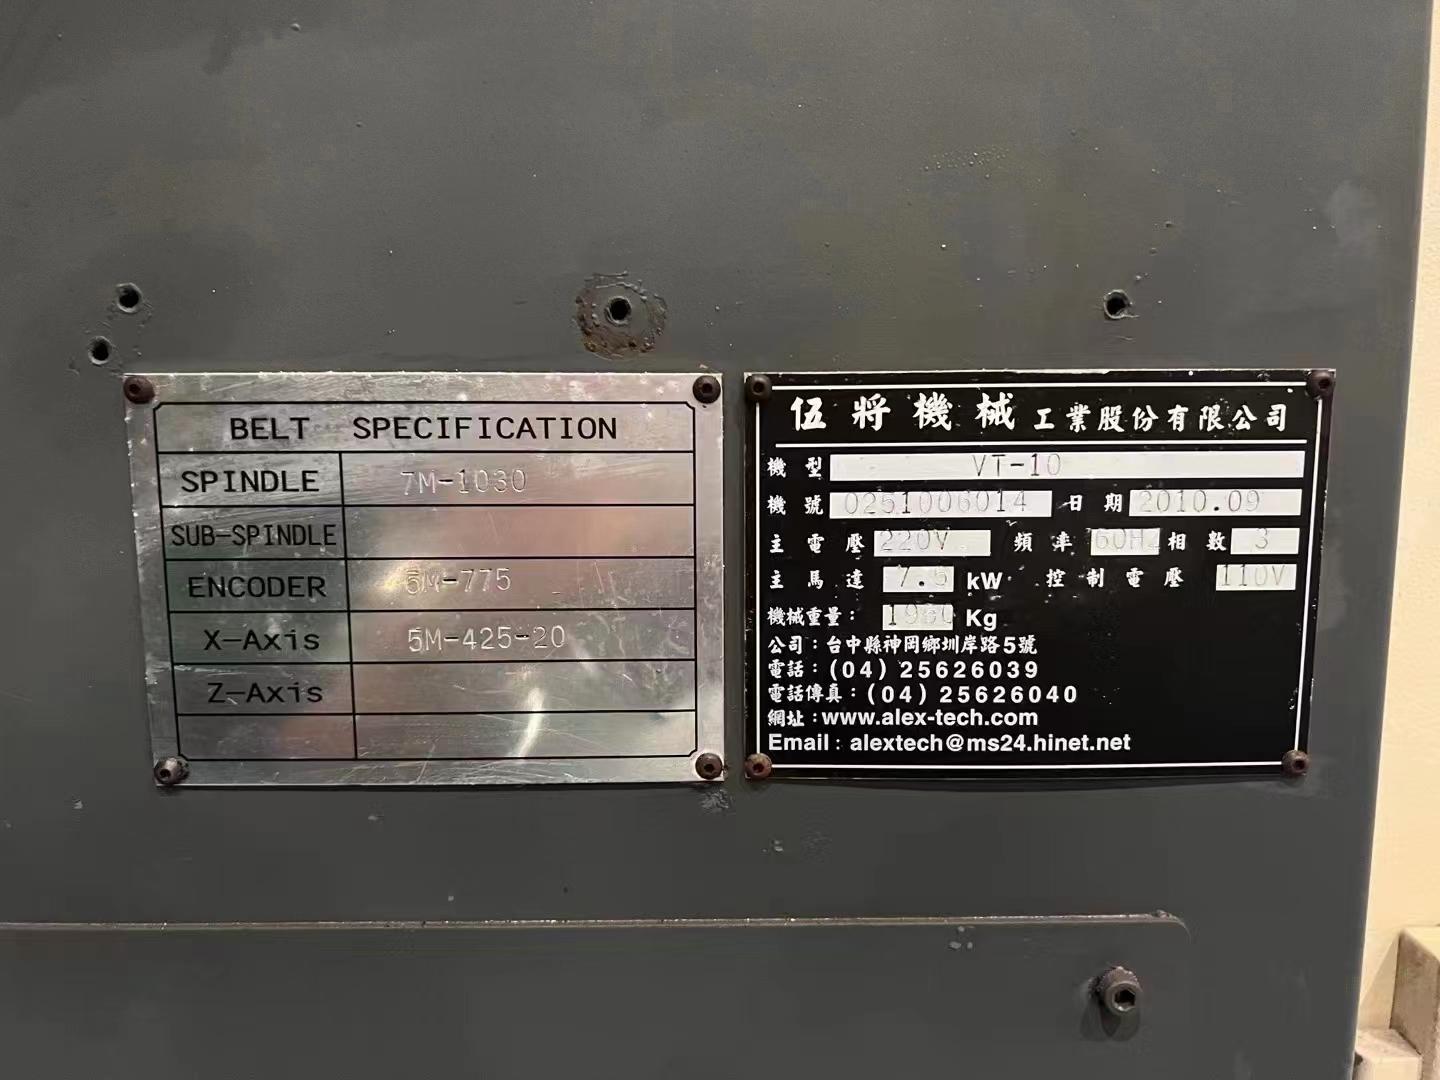 BELT SPECIFICATION
SPINDLE 7M-1030
SUB-SPINDLE
ENCODER 5M-775
X-Axis 5M-425-20
Z-Axis
伍將機械工業股份有限公司
機型 VT-10
機號 0251006014 日期 2010.09
主電壓 220V 頻率 60HZ 相數 3
主馬達 7.5 kW 控制電壓 110V
機械重量: Kg
公司:台中縣神岡鄉圳岸路5號
電話:(04) 25626039
電話傳真:(04) 25626040
網址:www.alex-tech.com
Email : alextech@ms24.hinet.net